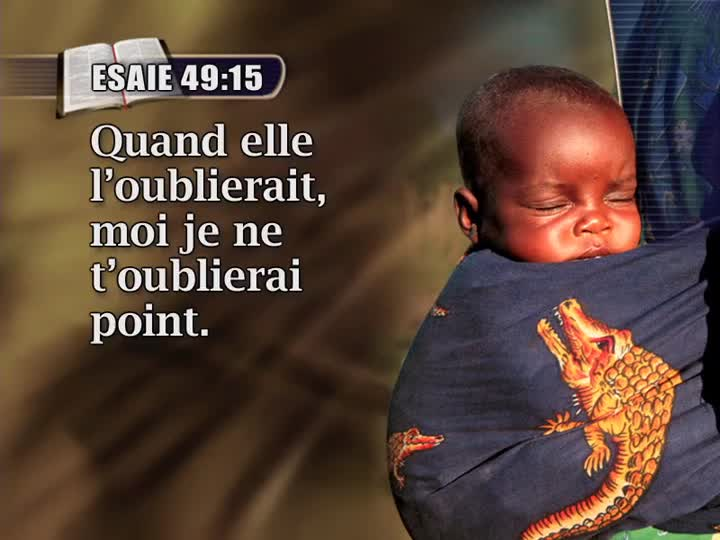 ESAIE 49:15
Quand elle
l’oublierait,
moi je ne
t’oublierai
point.